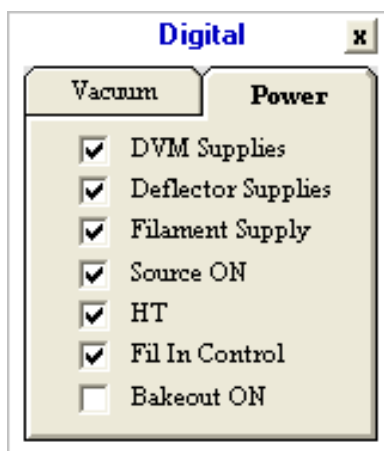 Digital
x
Vacuum Power
DVM Supplies
Deflector Supplies
Filament Supply
Source ON
HT
Fil In Control
Bakeout ON